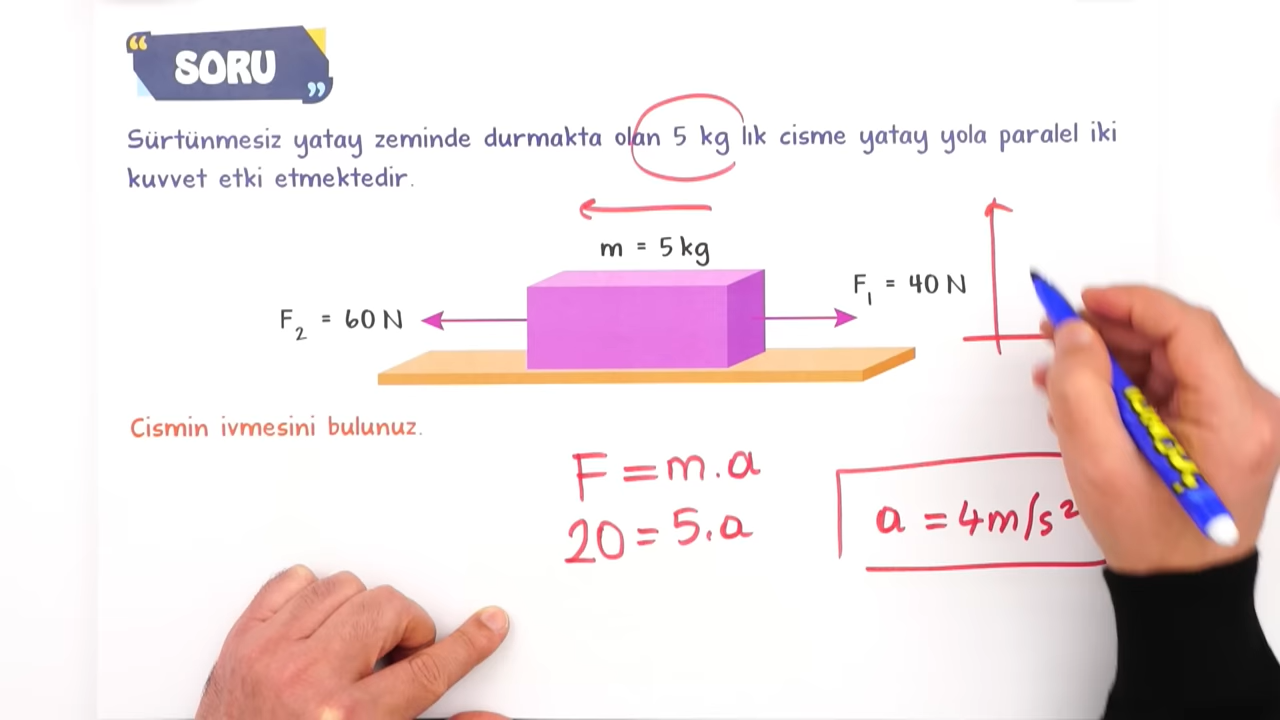 SORU
Sürtünmesiz yatay zeminde durmakta olan 5 kg lık cisme yatay yola paralel iki
kuvvet etki etmektedir.
m = 5 kg
F₁ = 40 N
F₂ = 60 N
Cismin ivmesini bulunuz.
F = m.a
20 = 5.a
a = 4m/s²